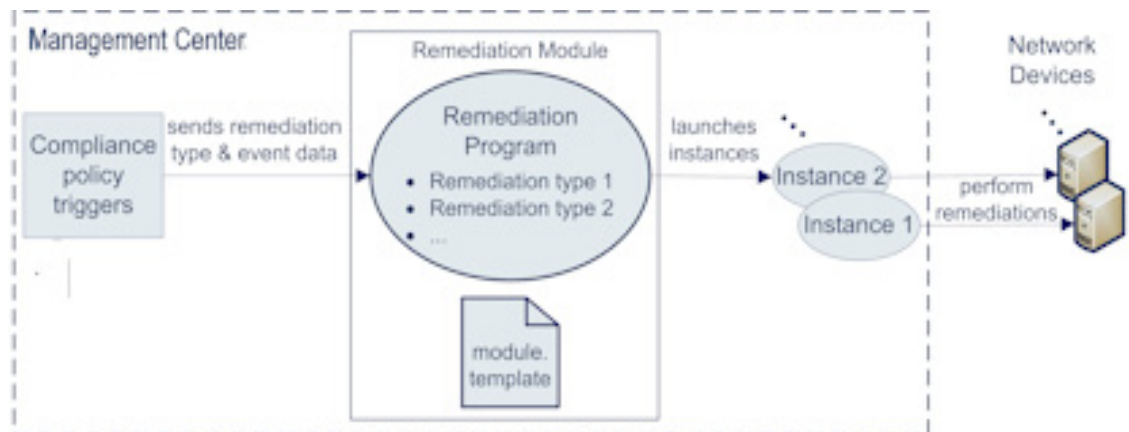 Management Center
Remediation Module
Network
Devices
Compliance
policy
triggers
sends remediation
type & event data
Remediation
Program
• Remediation type 1
• Remediation type 2
• ...
launches
instances
Instance 2
Instance 1
perform
remediations
module.
template